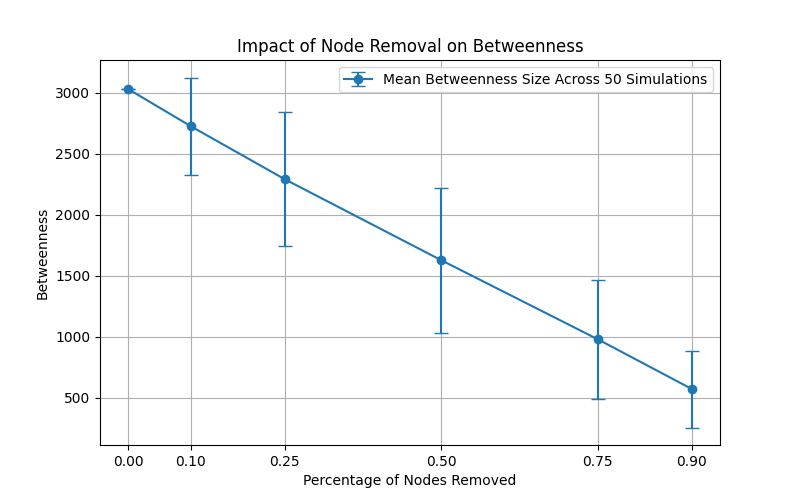 Impact of Node Removal on Betweenness
Mean Betweenness Size Across 50 Simulations
Betweenness
3000
2500
2000
1500
1000
500
0.00 0.10 0.25 0.50 0.75 0.90
Percentage of Nodes Removed